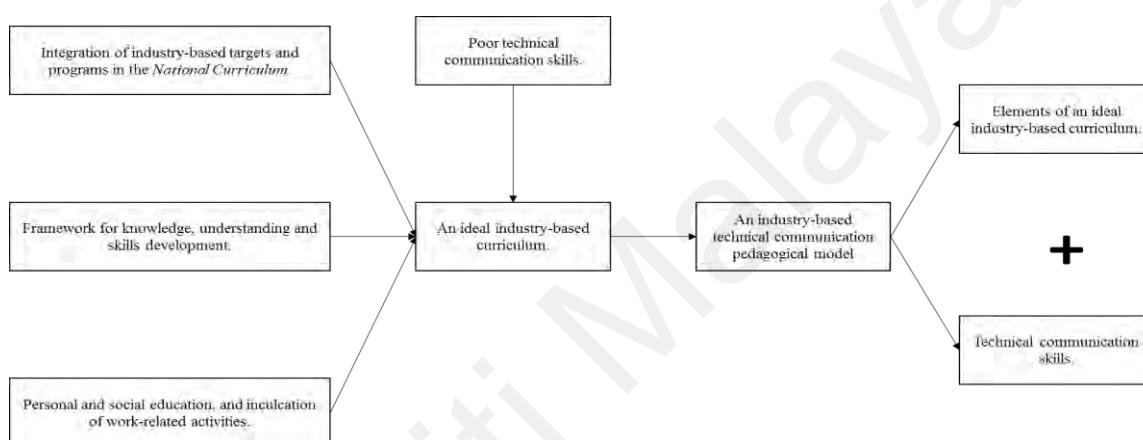 Integration of industry-based targets and
programs in the National Curriculum.
Poor technical
communication skills.
Elements of an ideal
industry-based curriculum.
Framework for knowledge, understanding and
skills development.
An ideal industry-based
curriculum.
An industry-based
technical communication
pedagogical model
+
Technical communication
skills.
Personal and social education, and inculcation
of work-related activities.
iti Malaya